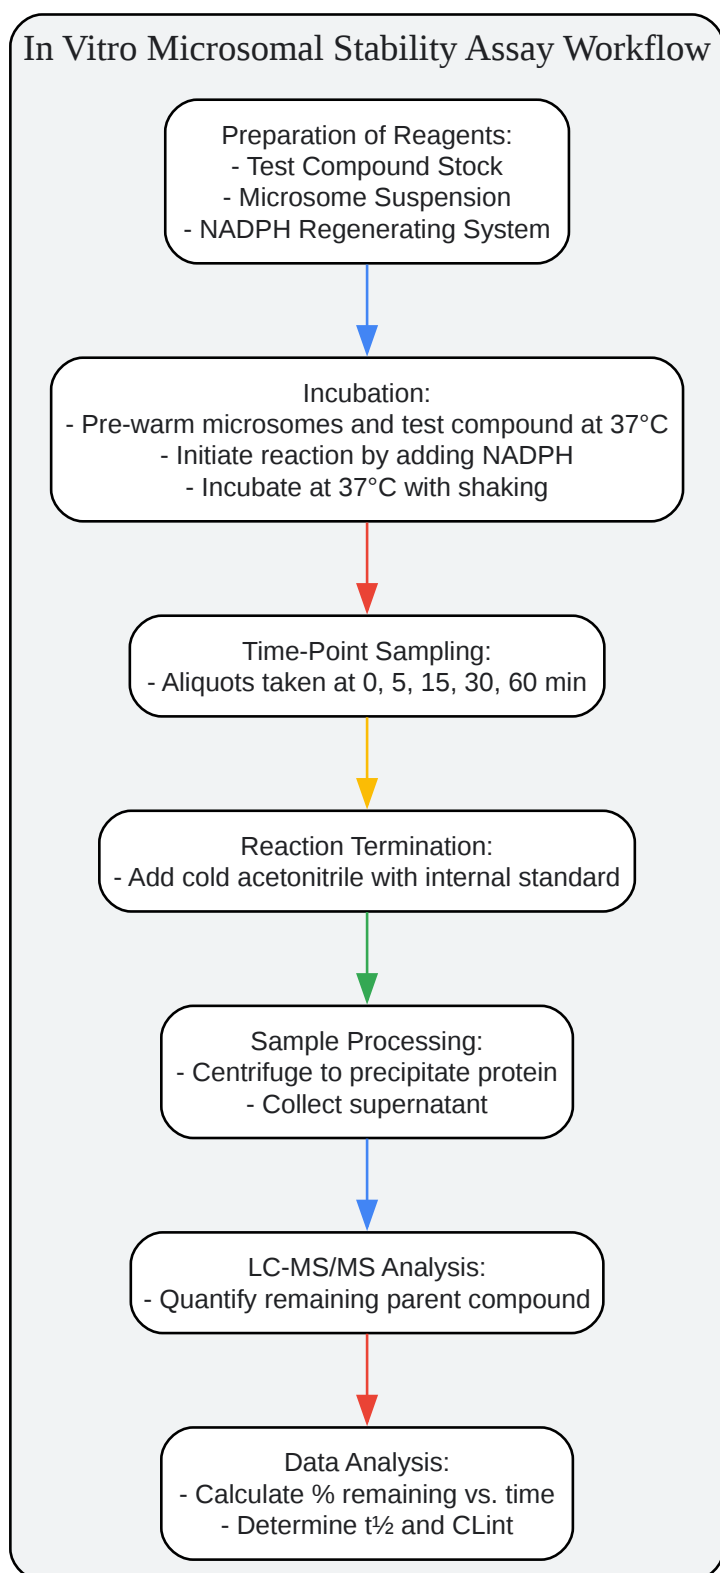 In Vitro Microsomal Stability Assay Workflow
Preparation of Reagents:
- Test Compound Stock
- Microsome Suspension
- NADPH Regenerating System
Incubation:
- Pre-warm microsomes and test compound at 37°C
- Initiate reaction by adding NADPH
- Incubate at 37°C with shaking
Time-Point Sampling:
- Aliquots taken at 0, 5, 15, 30, 60 min
Reaction Termination:
- Add cold acetonitrile with internal standard
Sample Processing:
- Centrifuge to precipitate protein
- Collect supernatant
LC-MS/MS Analysis:
- Quantify remaining parent compound
Data Analysis:
- Calculate % remaining vs. time
- Determine t½ and CLint